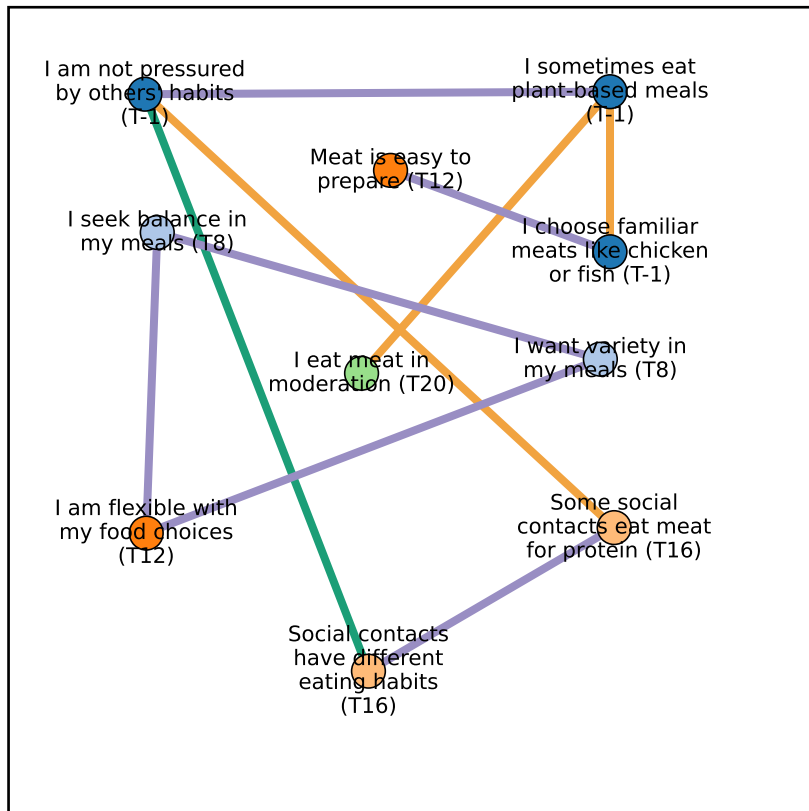 I am not pressured
by others' habits
(T-1)
I sometimes eat
plant-based meals
(T-1)
Meat is easy to
prepare (T12)
I seek balance in
my meals (T8)
I choose familiar
meats like chicken
or fish (T-1)
I eat meat in
moderation (T20)
I want variety in
my meals (T8)
I am flexible with
my food choices
(T12)
Some social
contacts eat meat
for protein (T16)
Social contacts
have different
eating habits
(T16)